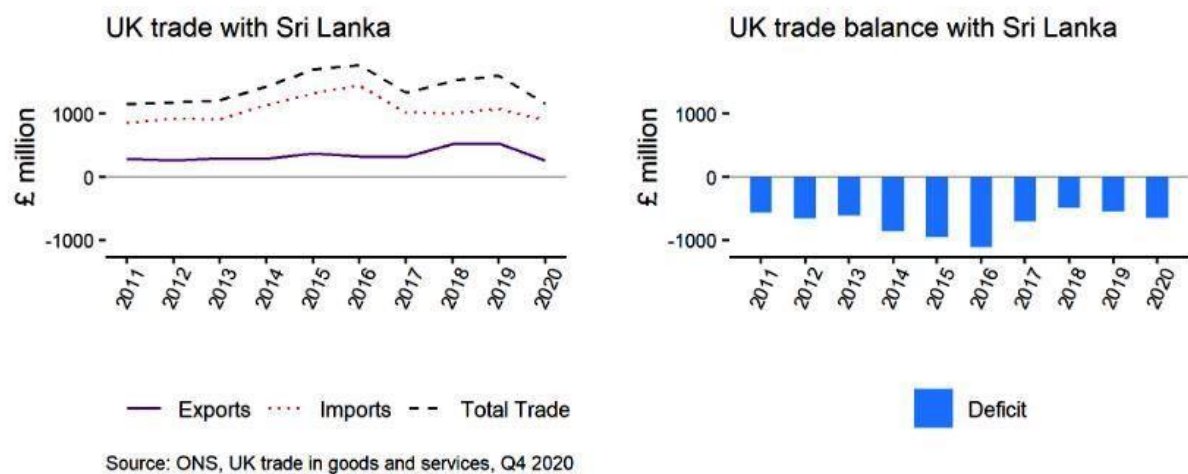 UK trade with Sri Lanka
£ million
1000
0
-1000
2011
2012
2013
2014
2015
2016
2017
2018
2019
2020
Exports
Imports
Total Trade
Source: ONS, UK trade in goods and services, Q4 2020
UK trade balance with Sri Lanka
£ million
1000
0
-1000
2011
2012
2013
2014
2015
2016
2017
2018
2019
2020
Deficit